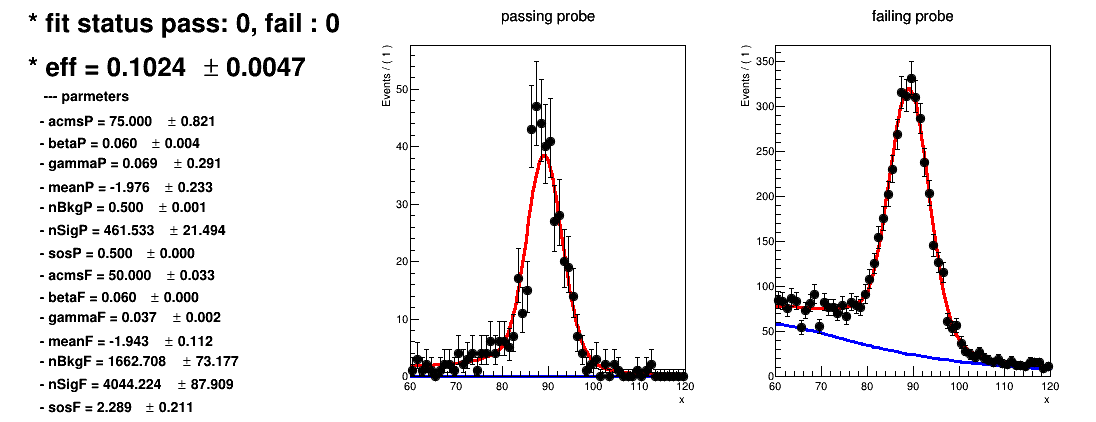 * fit status pass: 0, fail : 0
* eff = 0.1024 ± 0.0047
--- parmeters
- acmsP = 75.000 ± 0.821
- betaP = 0.060 ± 0.004
- gammaP = 0.069 ± 0.291
- meanP = -1.976 ± 0.233
- nBkgP = 0.500 ± 0.001
- nSigP = 461.533 ± 21.494
- sosP = 0.500 ± 0.000
- acmsF = 50.000 ± 0.033
- betaF = 0.060 ± 0.000
- gammaF = 0.037 ± 0.002
- meanF = -1.943 ± 0.112
- nBkgF = 1662.708 ± 73.177
- nSigF = 4044.224 ± 87.909
- sosF = 2.289 ± 0.211
passing probe
Events / ( 1 )
50
40
30
20
10
0
60 70 80 90 100 110 120
x
failing probe
Events / ( 1 )
350
300
250
200
150
100
50
0
60 70 80 90 100 110 120
x